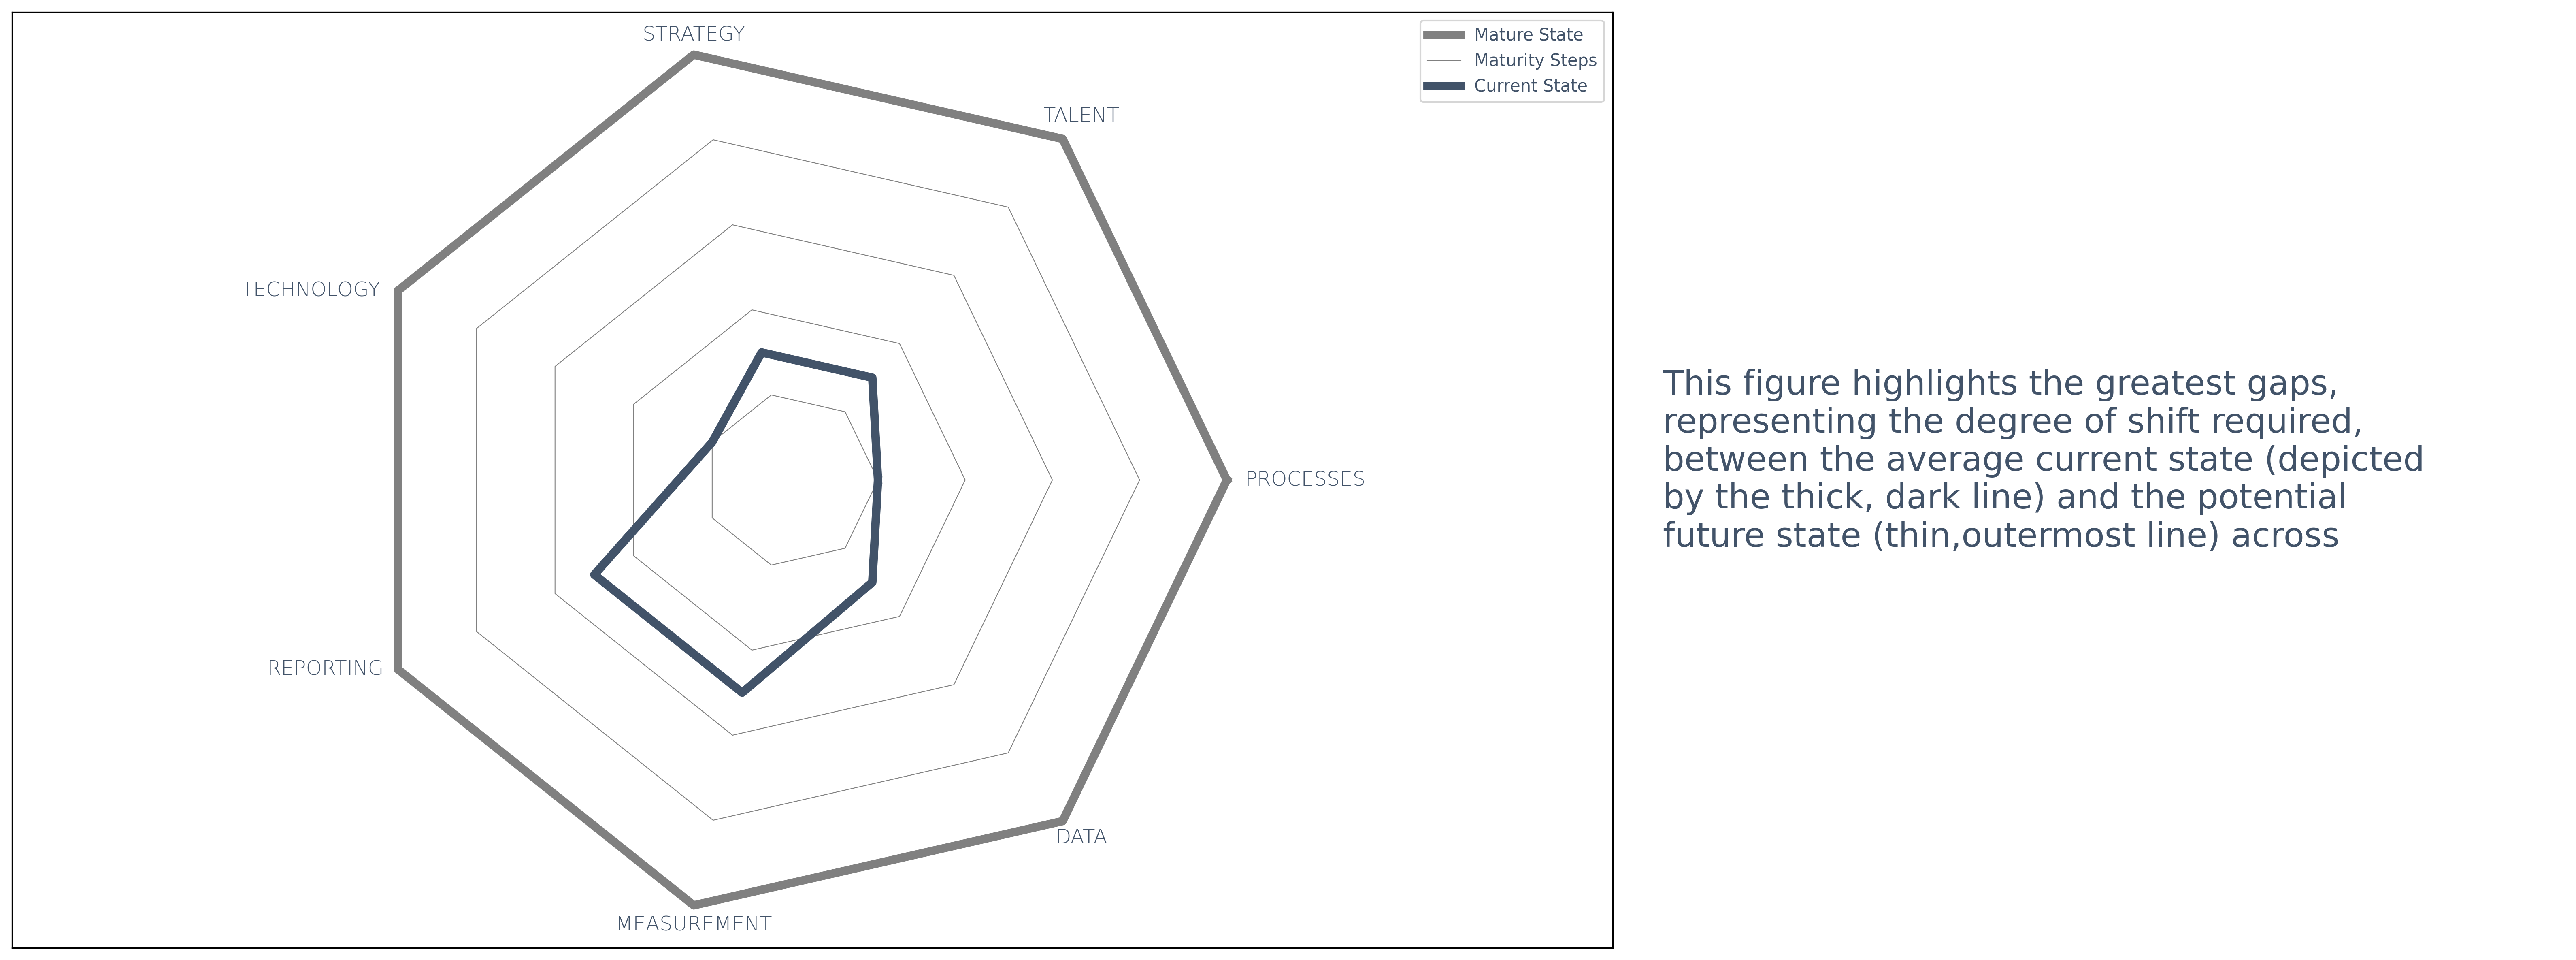 STRATEGY
TALENT
Mature State
Maturity Steps
Current State
TECHNOLOGY
PROCESSES
REPORTING
DATA
MEASUREMENT
This figure highlights the greatest gaps,
representing the degree of shift required,
between the average current state (depicted
by the thick, dark line) and the potential
future state (thin,outermost line) across